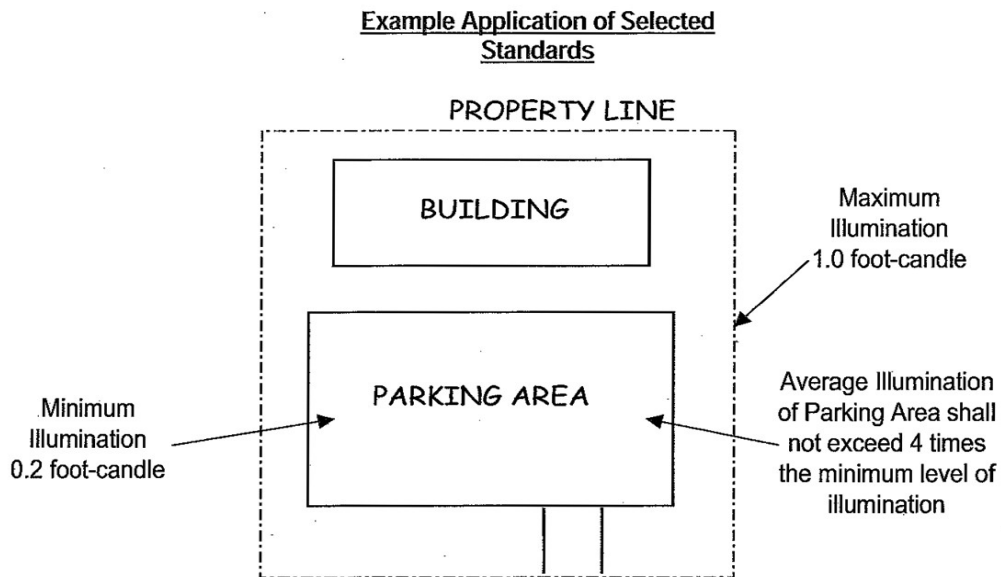 Example Application of Selected
Standards
PROPERTY LINE
BUILDING
Maximum
Illumination
1.0 foot-candle
PARKING AREA
Minimum
Illumination
0.2 foot-candle
Average Illumination
of Parking Area shall
not exceed 4 times
the minimum level of
illumination